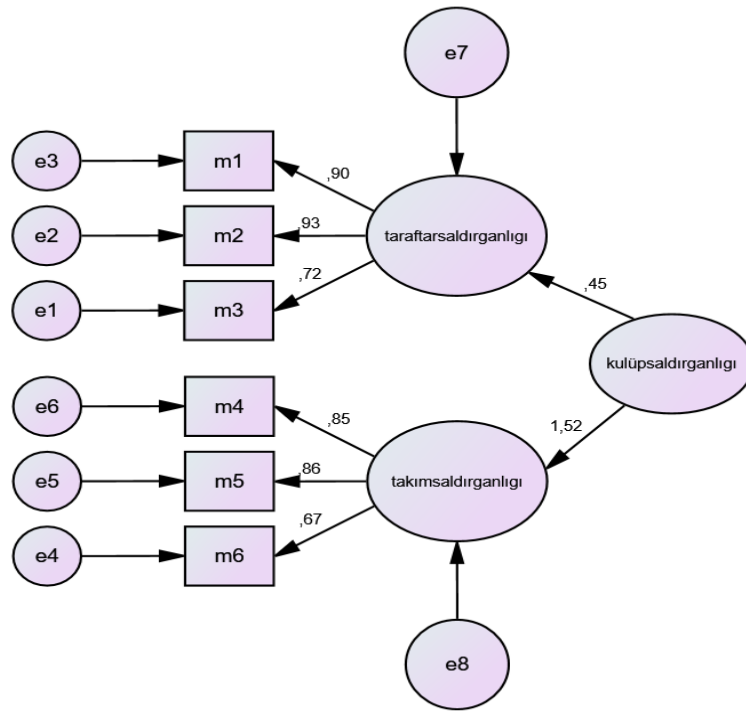 e7
e3
m1
,90
e2
m2
,93
taraftarsaldırganlıgı
e1
m3
,72
,45
kulüpsaldırganlıgı
e6
m4
,85
1,52
e5
m5
,86
takımsaldırganlıgı
e4
m6
,67
e8